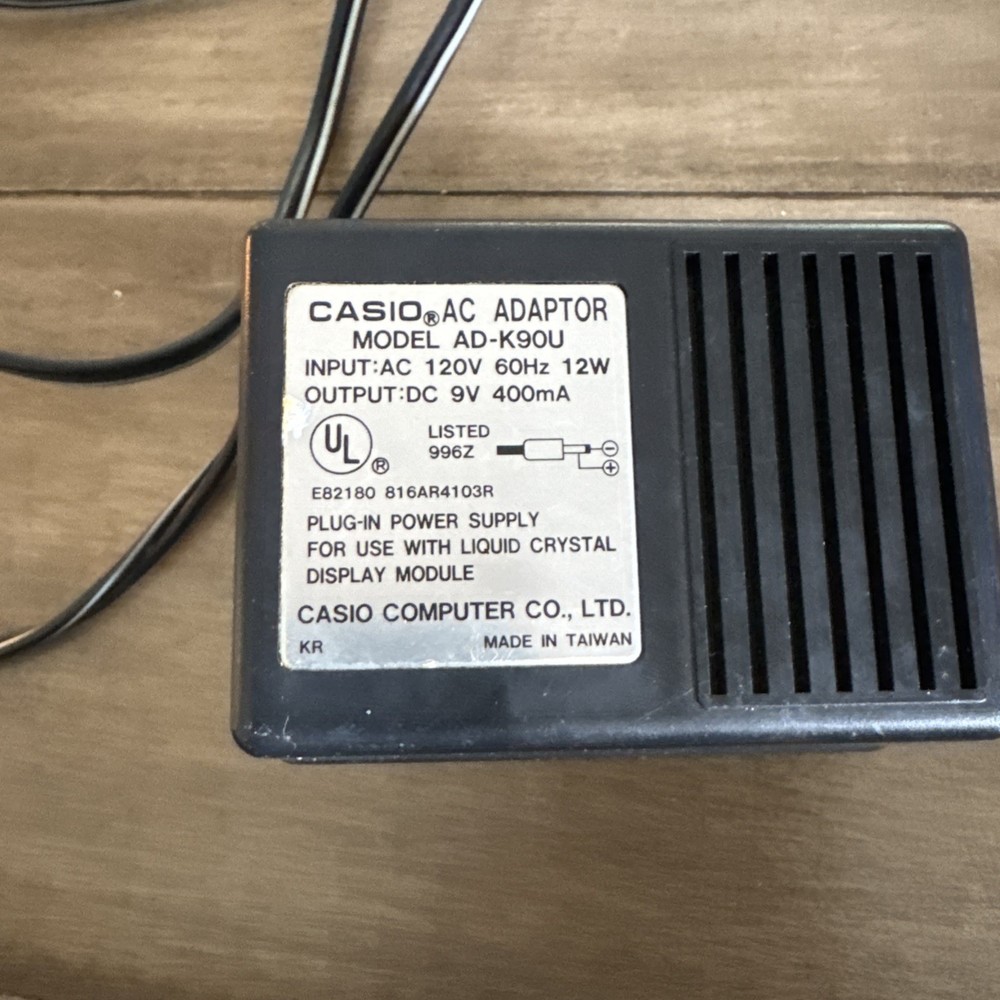 CASIO® AC ADAPTOR
MODEL AD-K90U
INPUT:AC 120V 60Hz 12W
OUTPUT:DC 9V 400mA
UL ®
LISTED
996Z
E82180 816AR4103R
PLUG-IN POWER SUPPLY
FOR USE WITH LIQUID CRYSTAL
DISPLAY MODULE
CASIO COMPUTER CO., LTD.
KR MADE IN TAIWAN